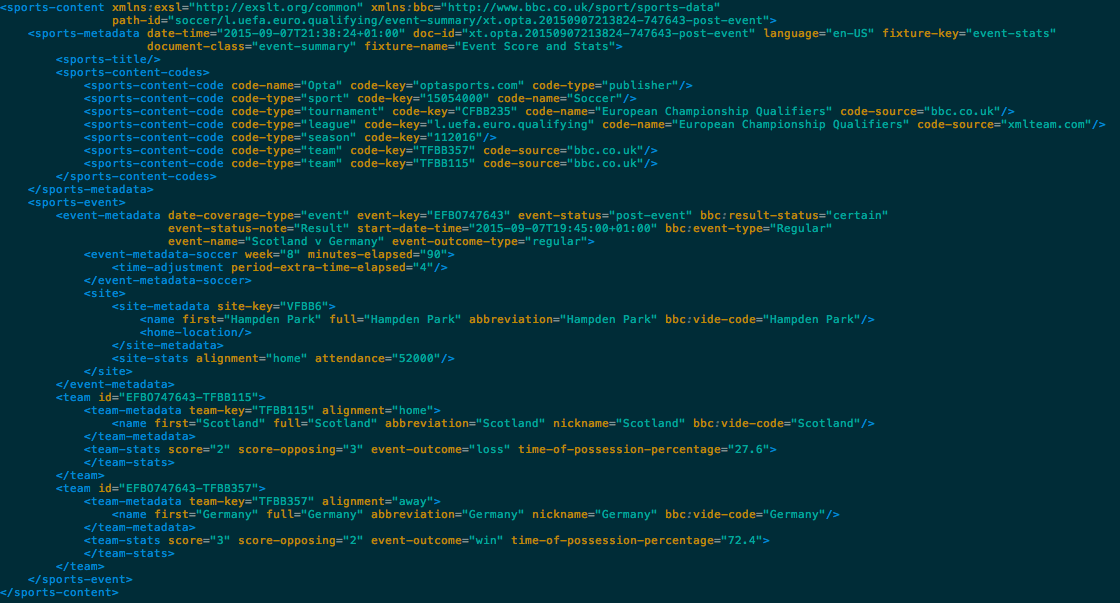 <sports-content xmlns:exsl="http://exslt.org/common" xmlns:bbc="http://www.bbc.co.uk/sport/sports-data"
path-id="soccer/l.uefa.euro.qualifying/event-summary/xt.opta.20150907213824-747643-post-event">
<sports-metadata date-time="2015-09-07T21:38:24+01:00" doc-id="xt.opta.20150907213824-747643-post-event" language="en-US" fixture-key="event-stats"
document-class="event-summary" fixture-name="Event Score and Stats">
<sports-title/>
<sports-content-codes>
<sports-content-code code-name="Opta" code-key="optasports.com" code-type="publisher"/>
<sports-content-code code-type="sport" code-key="15054000" code-name="Soccer"/>
<sports-content-code code-type="tournament" code-key="CFBB235" code-name="European Championship Qualifiers" code-source="bbc.co.uk"/>
<sports-content-code code-type="league" code-key="l.uefa.euro.qualifying" code-name="European Championship Qualifiers" code-source="xmlteam.com"/>
<sports-content-code code-type="season" code-key="112016"/>
<sports-content-code code-type="team" code-key="TFBB357" code-source="bbc.co.uk"/>
<sports-content-code code-type="team" code-key="TFBB115" code-source="bbc.co.uk"/>
</sports-content-codes>
</sports-metadata>
<sports-event>
<event-metadata date-coverage-type="event" event-key="EFBO747643" event-status="post-event" bbc:result-status="certain"
event-status-note="Result" start-date-time="2015-09-07T19:45:00+01:00" bbc:event-type="Regular"
event-name="Scotland v Germany" event-outcome-type="regular">
<event-metadata-soccer week="8" minutes-elapsed="90">
<time-adjustment period-extra-time-elapsed="4"/>
</event-metadata-soccer>
<site>
<site-metadata site-key="VFBB6">
<name first="Hampden Park" full="Hampden Park" abbreviation="Hampden Park" bbc:vide-code="Hampden Park"/>
<home-location/>
</site-metadata>
<site-stats alignment="home" attendance="52000"/>
</site>
</event-metadata>
<team id="EFBO747643-TFBB115">
<team-metadata team-key="TFBB115" alignment="home">
<name first="Scotland" full="Scotland" abbreviation="Scotland" nickname="Scotland" bbc:vide-code="Scotland"/>
</team-metadata>
<team-stats score="2" score-opposing="3" event-outcome="loss" time-of-possession-percentage="27.6">
</team-stats>
</team>
<team id="EFBO747643-TFBB357">
<team-metadata team-key="TFBB357" alignment="away">
<name first="Germany" full="Germany" abbreviation="Germany" nickname="Germany" bbc:vide-code="Germany"/>
</team-metadata>
<team-stats score="3" score-opposing="2" event-outcome="win" time-of-possession-percentage="72.4">
</team-stats>
</team>
</sports-event>
</sports-content>